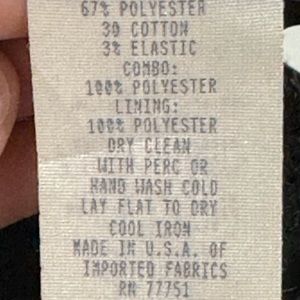 67% POLYESTER
30 COTTON
3% ELASTIC
COMBO:
100% POLYESTER
LINING:
100% POLYESTER
DRY CLEAN
WITH PERC OR
HAND WASH COLD
LAY FLAT TO DRY
COOL IRON
MADE IN U.S.A. OF
IMPORTED FABRICS
RN 77751